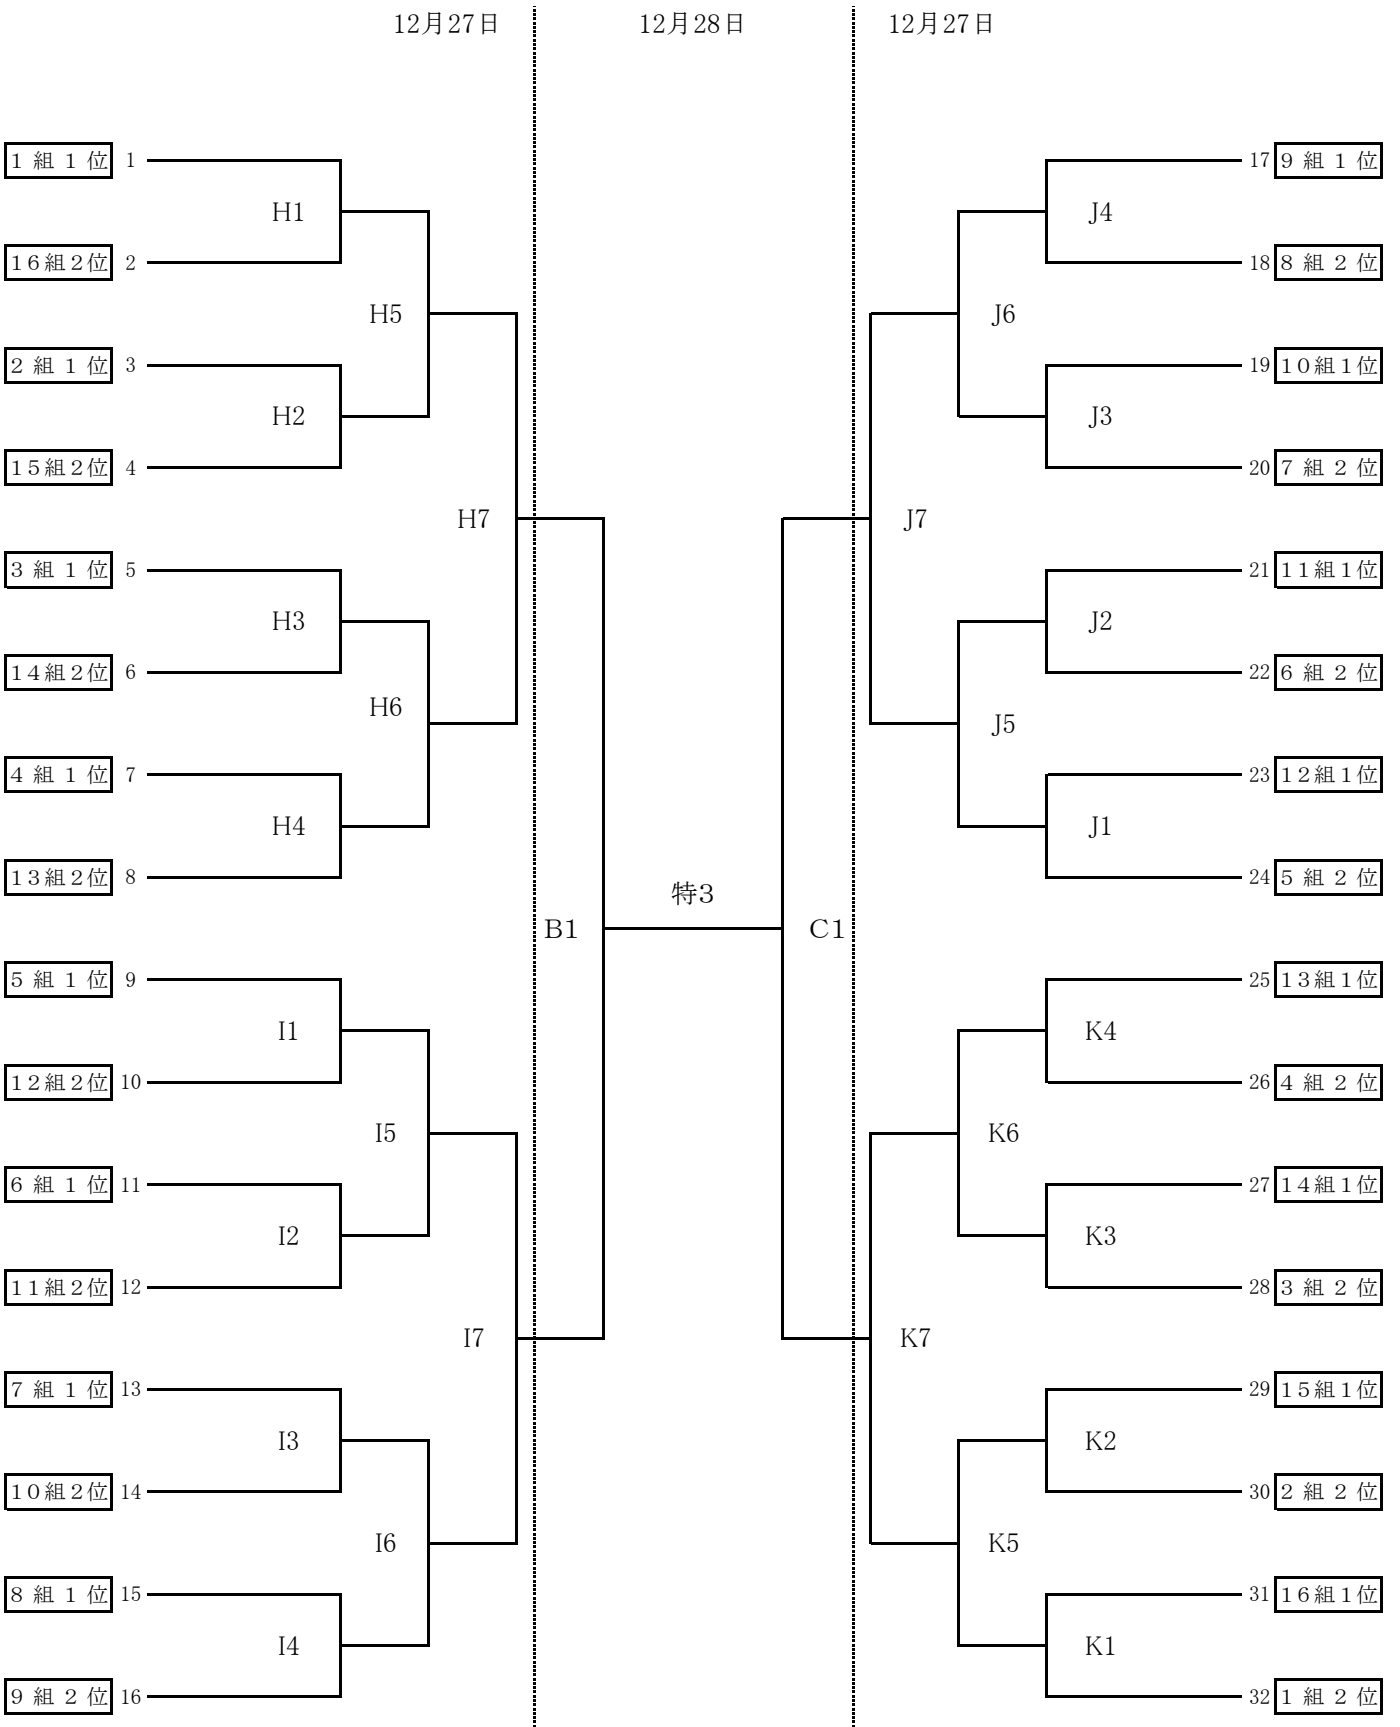 12月27日 12月28日 12月27日
1組1位 1 17 9組1位
H1 J4
16組2位 2 18 8組2位
H5 J6
2組1位 3 19 10組1位
H2 J3
15組2位 4 20 7組2位
H7 J7
3組1位 5 21 11組1位
H3 J2
14組2位 6 22 6組2位
H6 J5
4組1位 7 23 12組1位
H4 J1
13組2位 8 24 5組2位
特3
B1 C1
5組1位 9 25 13組1位
I1 K4
12組2位 10 26 4組2位
I5 K6
6組1位 11 27 14組1位
I2 K3
11組2位 12 28 3組2位
I7 K7
7組1位 13 29 15組1位
I3 K2
10組2位 14 30 2組2位
I6 K5
8組1位 15 31 16組1位
I4 K1
9組2位 16 32 1組2位